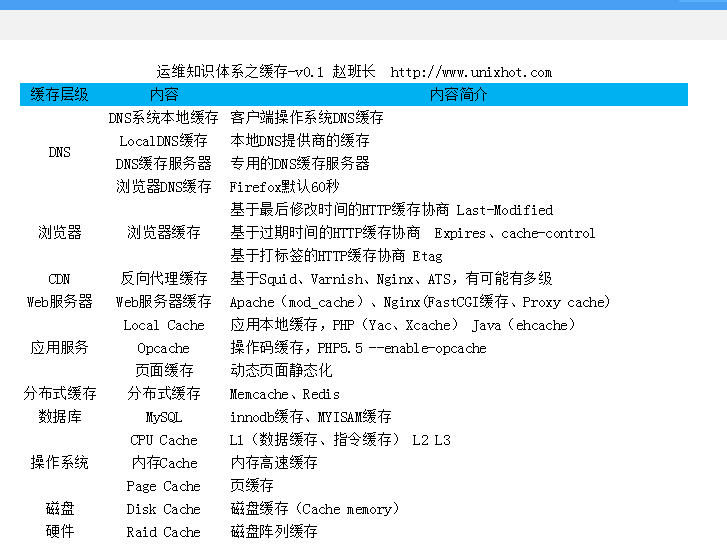 运维知识体系之缓存-v0.1 赵班长 http://www.unixhot.com
缓存层级 内容 内容简介
DNS系统本地缓存 客户端操作系统DNS缓存
LocalDNS缓存 本地DNS提供商的缓存
DNS
DNS缓存服务器 专用的DNS缓存服务器
浏览器DNS缓存 Firefox默认60秒
基于最后修改时间的HTTP缓存协商 Last-Modified
浏览器 浏览器缓存 基于过期时间的HTTP缓存协商 Expires、cache-control
基于打标签的HTTP缓存协商 Etag
CDN 反向代理缓存 基于Squid、Varnish、Nginx、ATS，有可能有多级
Web服务器 Web服务器缓存 Apache（mod_cache）、Nginx(FastCGI缓存、Proxy cache)
Local Cache 应用本地缓存，PHP（Yac、Xcache） Java（ehcache）
应用服务 Opcache 操作码缓存，PHP5.5 --enable-opcache
页面缓存 动态页面静态化
分布式缓存 分布式缓存 Memcache、Redis
数据库 MySQL innodb缓存、MYISAM缓存
CPU Cache L1（数据缓存、指令缓存） L2 L3
操作系统 内存Cache 内存高速缓存
Page Cache 页缓存
磁盘 Disk Cache 磁盘缓存（Cache memory）
硬件 Raid Cache 磁盘阵列缓存